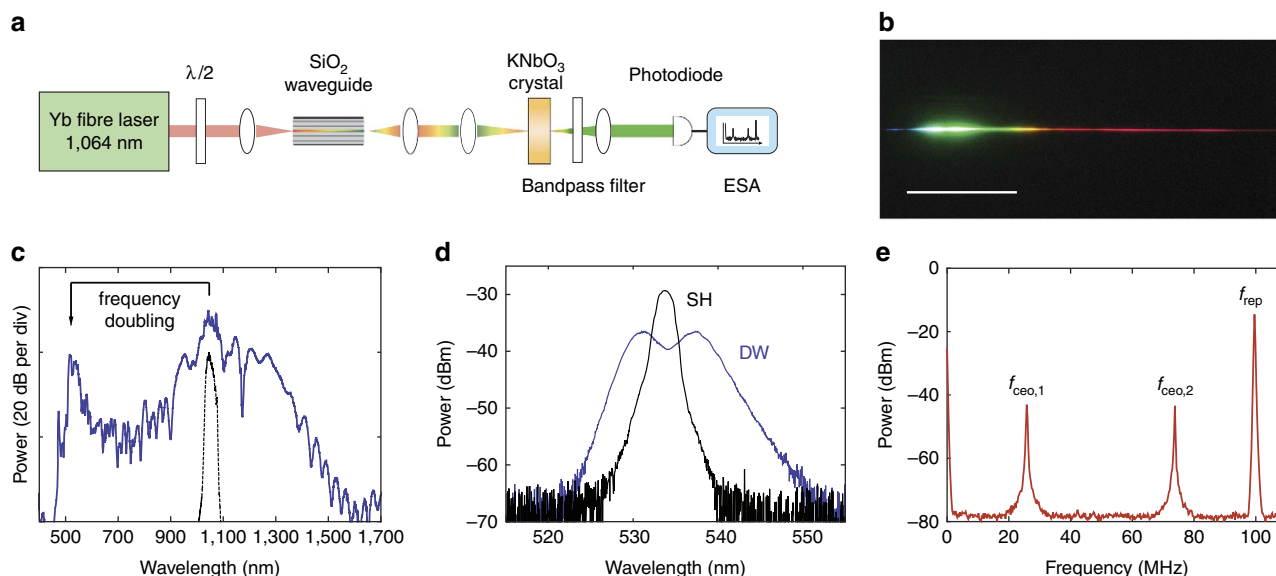 a
λ/2
SiO2
waveguide
KNbO3
crystal
Photodiode
Yb fibre laser
1,064 nm
Bandpass filter
ESA
b
c
frequency
doubling
Power (20 dB per div)
500
700
900
1,100
1,300
1,500
1,700
Wavelength (nm)
d
SH
DW
Power (dBm)
–30
–40
–50
–60
–70
520
530
540
550
Wavelength (nm)
e
frep
fceo,1
fceo,2
Power (dBm)
0
–20
–40
–60
–80
0
20
40
60
80
100
Frequency (MHz)